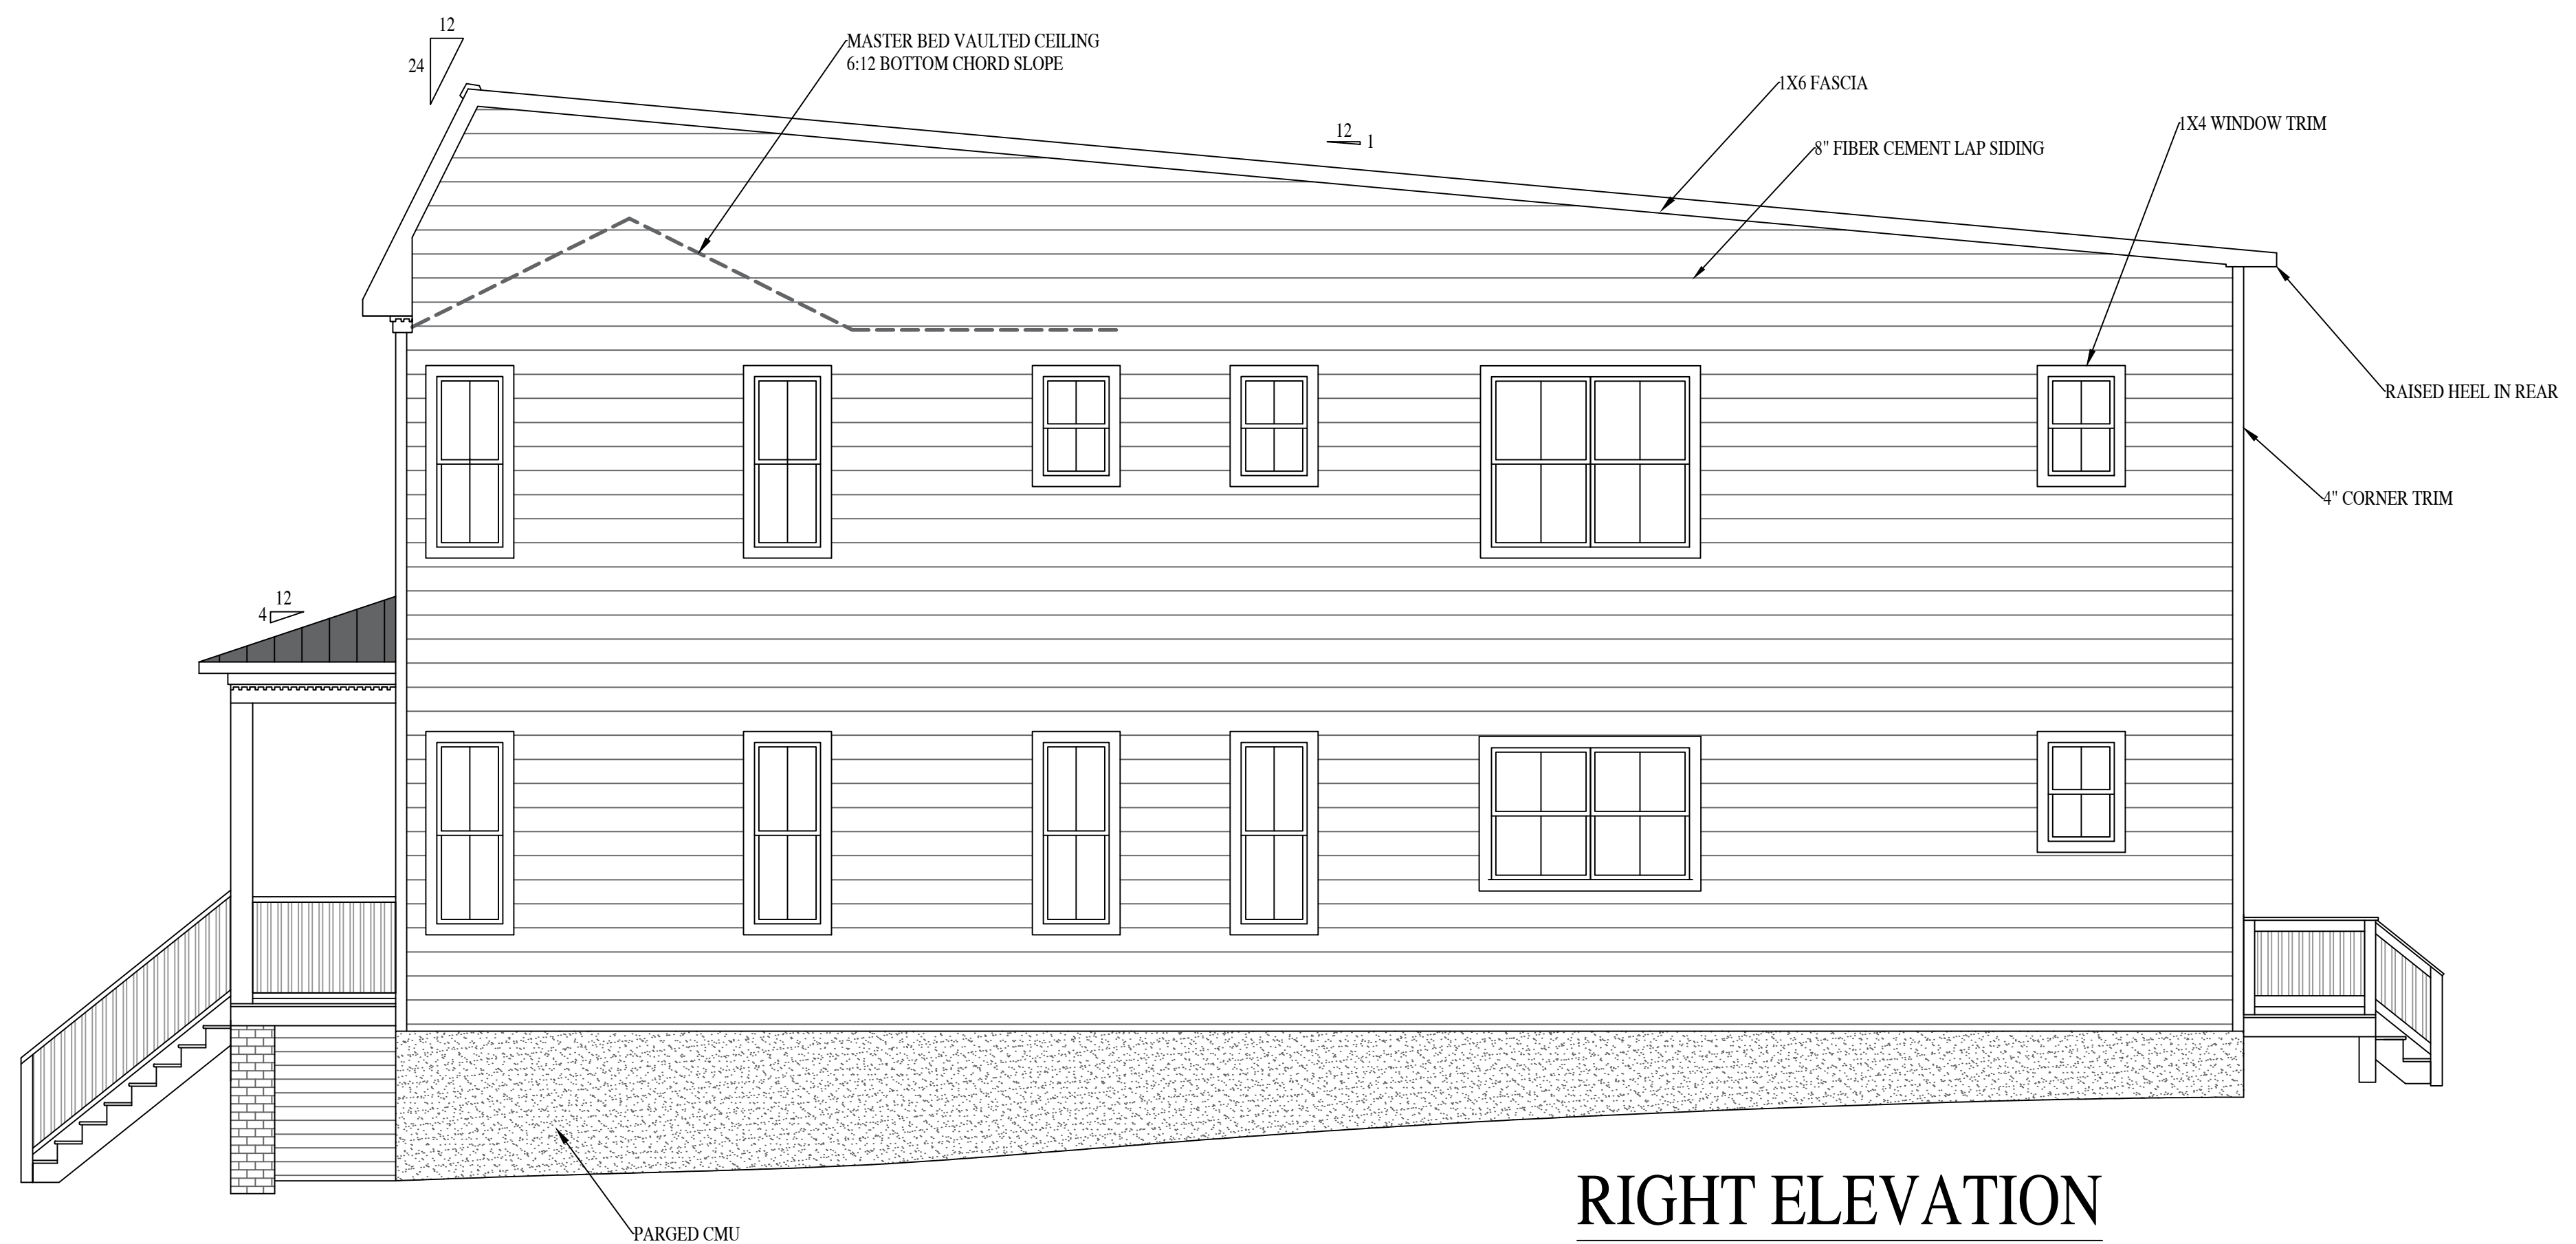 12
24
MASTER BED VAULTED CEILING
6:12 BOTTOM CHORD SLOPE
1X6 FASCIA
12
1
8" FIBER CEMENT LAP SIDING
1X4 WINDOW TRIM
RAISED HEEL IN REAR
4" CORNER TRIM
12
4
PARGED CMU
RIGHT ELEVATION